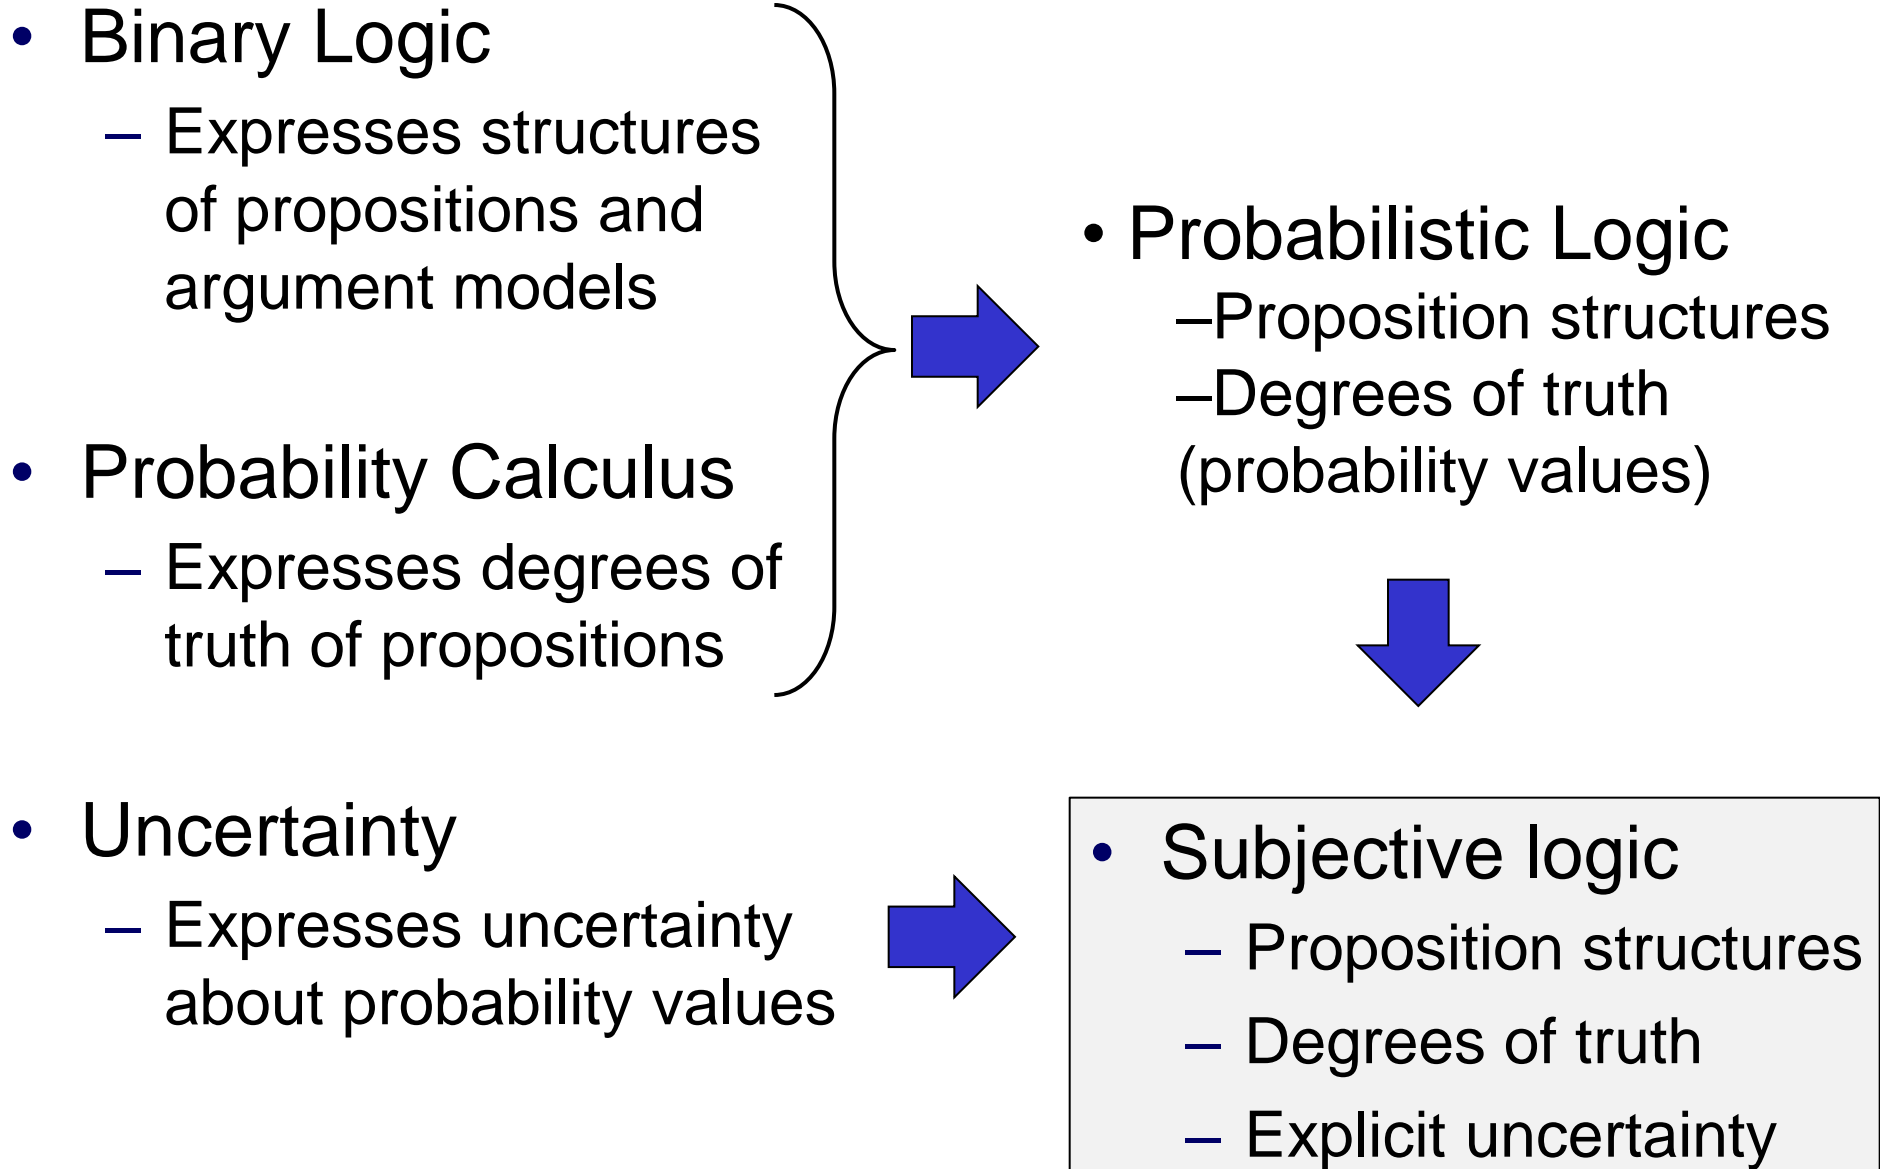 • Binary Logic
– Expresses structures
of propositions and
argument models
• Probability Calculus
– Expresses degrees of
truth of propositions
• Uncertainty
– Expresses uncertainty
about probability values
• Probabilistic Logic
–Proposition structures
–Degrees of truth
(probability values)
• Subjective logic
– Proposition structures
– Degrees of truth
– Explicit uncertainty